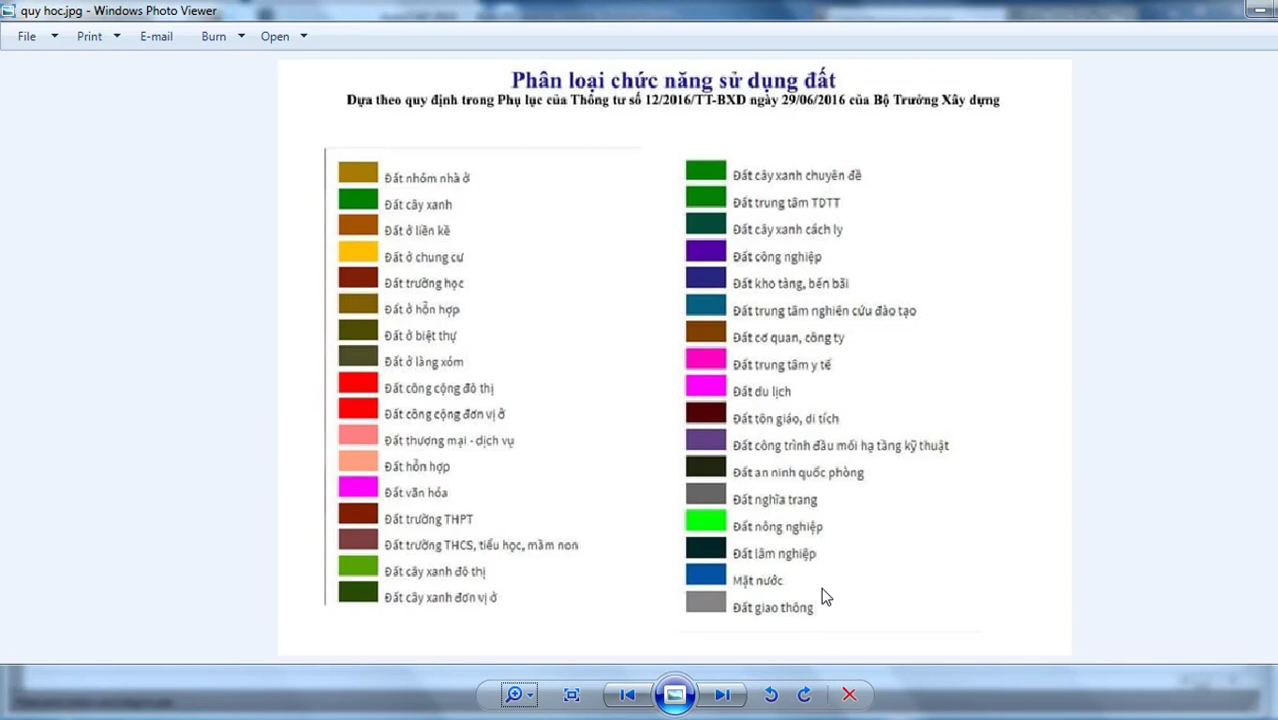 quy hoc.jpg - Windows Photo Viewer
File Print E-mail Burn Open
Phân loại chức năng sử dụng đất
Dựa theo quy định trong Phụ lục của Thông tư số 12/2016/TT-BXD ngày 29/06/2016 của Bộ Trưởng Xây dựng
Đất nhóm nhà ở
Đất cây xanh
Đất ở liền kề
Đất ở chung cư
Đất trường học
Đất ở hỗn hợp
Đất ở biệt thự
Đất ở làng xóm
Đất công cộng đô thị
Đất công cộng đơn vị ở
Đất thương mại - dịch vụ
Đất hỗn hợp
Đất văn hóa
Đất trường THPT
Đất trường THCS, tiểu học, mầm non
Đất cây xanh đô thị
Đất cây xanh đơn vị ở
Đất cây xanh chuyên đề
Đất trung tâm TDTT
Đất cây xanh cách ly
Đất công nghiệp
Đất kho tàng, bến bãi
Đất trung tâm nghiên cứu đào tạo
Đất cơ quan, công ty
Đất trung tâm y tế
Đất du lịch
Đất tôn giáo, di tích
Đất công trình đầu mối hạ tầng kỹ thuật
Đất an ninh quốc phòng
Đất nghĩa trang
Đất nông nghiệp
Đất lâm nghiệp
Mặt nước
Đất giao thông